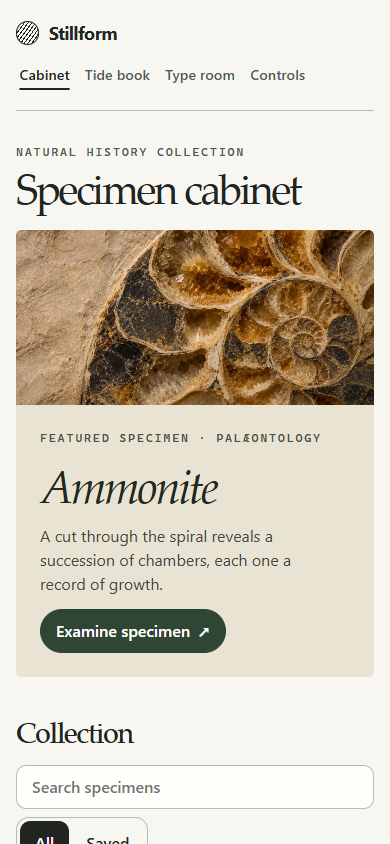 Stillform
Cabinet Tide book Type room Controls
NATURAL HISTORY COLLECTION
Specimen cabinet
FEATURED SPECIMEN · PALÆONTOLOGY
Ammonite
A cut through the spiral reveals a
succession of chambers, each one a
record of growth.
Examine specimen ↗
Collection
Search specimens
All Saved